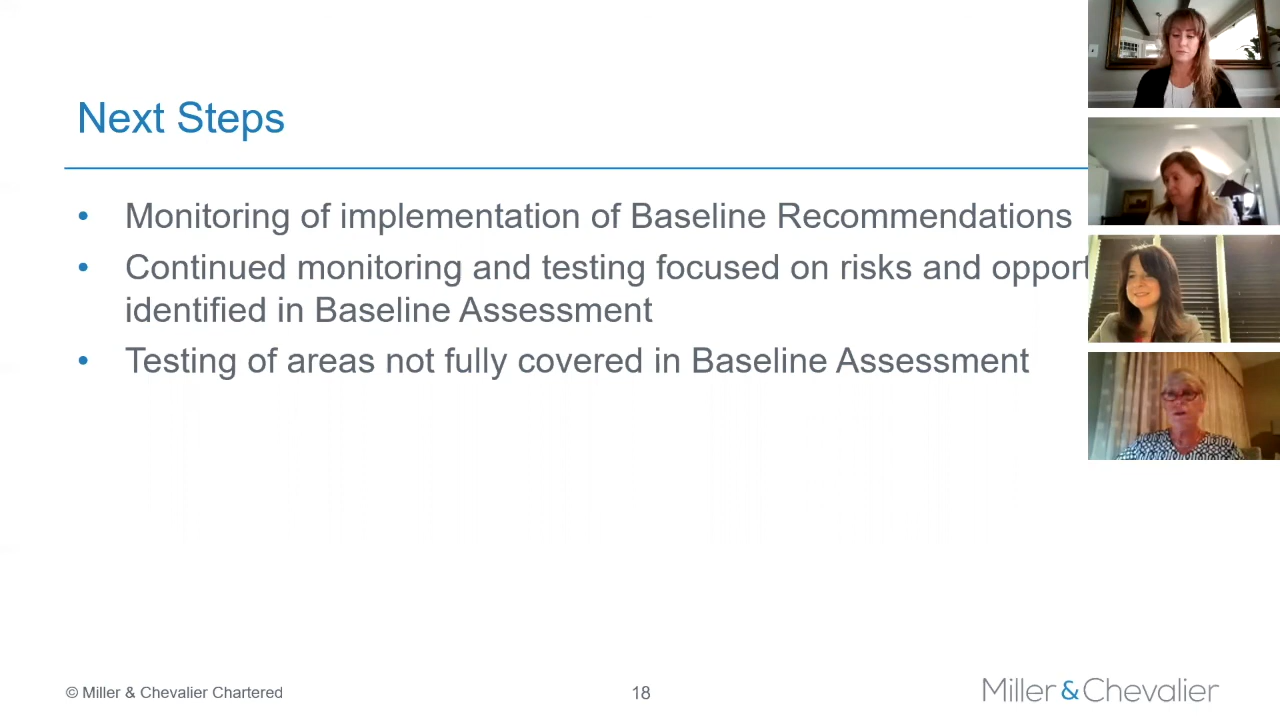 Next Steps
• Monitoring of implementation of Baseline Recommendations
• Continued monitoring and testing focused on risks and opport
identified in Baseline Assessment
• Testing of areas not fully covered in Baseline Assessment
© Miller & Chevalier Chartered
18
Miller&Chevalier